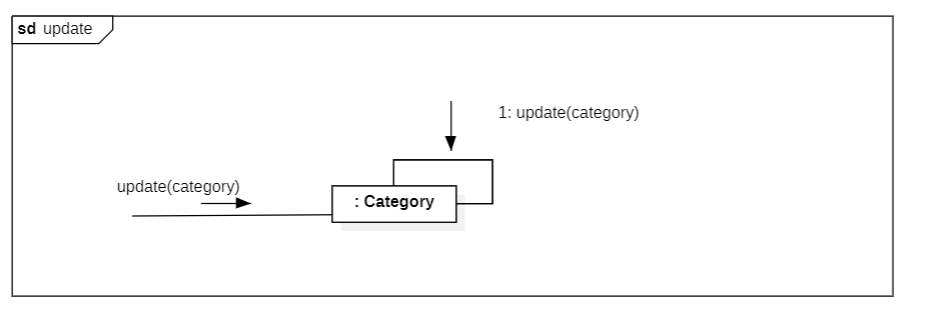 sd update
1: update(category)
update(category)
: Category